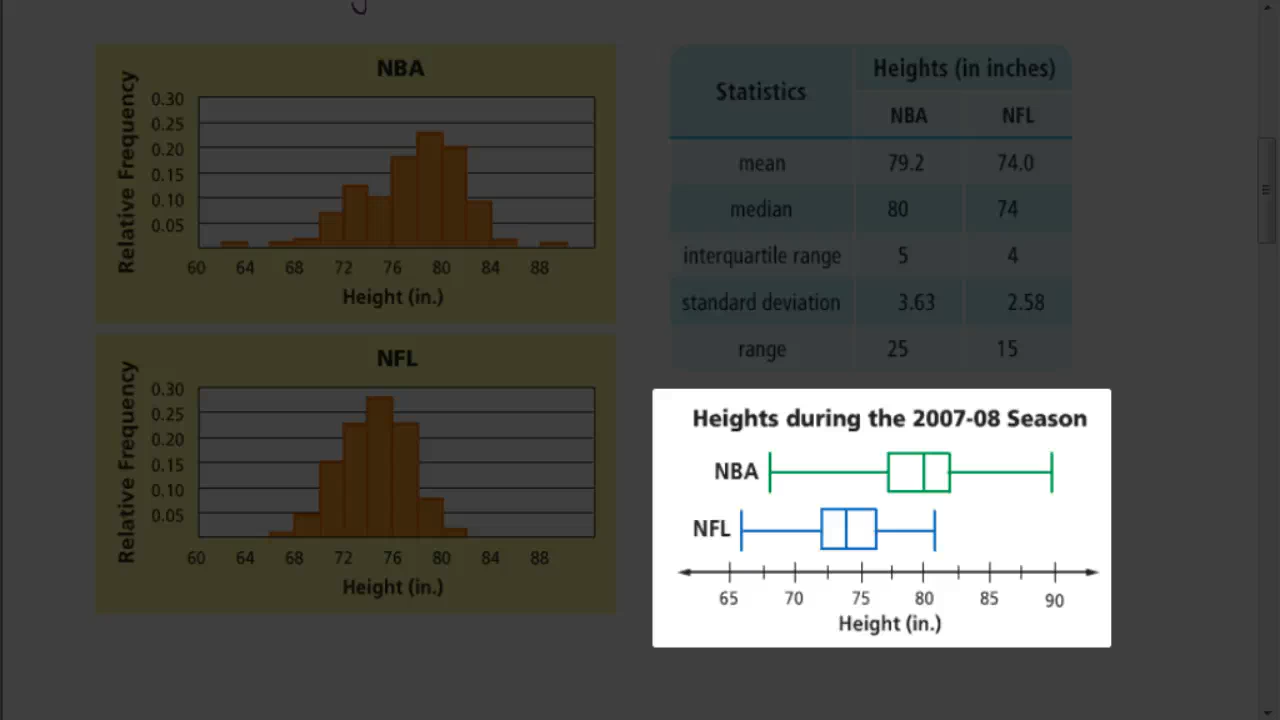 NBA
Relative Frequency
0.30
0.25
0.20
0.15
0.10
0.05
60 64 68 72 76 80 84 88
Height (in.)
NFL
Relative Frequency
0.30
0.25
0.20
0.15
0.10
0.05
60 64 68 72 76 80 84 88
Height (in.)
Statistics
Heights (in inches)
NBA NFL
mean 79.2 74.0
median 80 74
interquartile range 5 4
standard deviation 3.63 2.58
range 25 15
Heights during the 2007-08 Season
NBA
NFL
65 70 75 80 85 90
Height (in.)